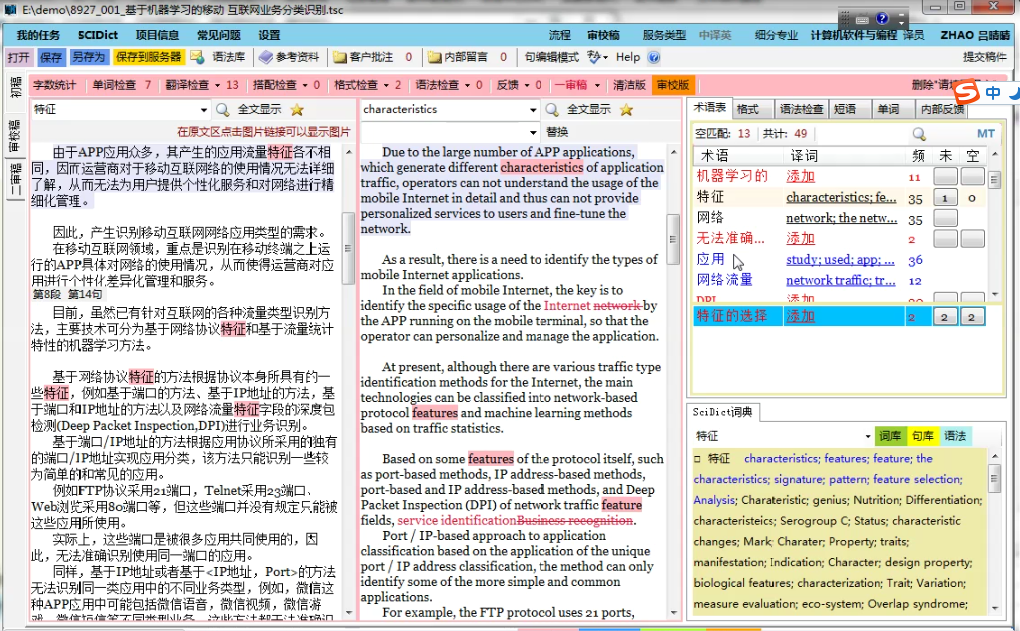 E:\demo\8927_001_基于机器学习的移动 互联网业务分类识别.tsc
我的任务 SCIDict 项目信息 常见问题 设置 流程 审校稿 服务类型 中译英 细分专业 计算机软件与编程 译员 ZHAO 吕晴晴
打开 保存 另存为 保存到服务器 语法库 参考资料 客户批注 0 内部留言 0 句编辑模式 Help 提交稿件
字数统计 单词检查 7 翻译检查 13 搭配检查 0 格式检查 2 语法检查 0 反馈 0 一审稿 清洁版 审校版 删除"请
中
初稿
审校稿
二审稿
特征 全文显示
在原文区点击图片链接可以显示图片
由于APP应用众多，其产生的应用流量特征各不相
同，因而运营商对于移动互联网络的使用情况无法详细
了解，从而无法为用户提供个性化服务和对网络进行精
细化管理。
因此，产生识别移动互联网网络应用类型的需求。
在移动互联网领域，重点是识别在移动终端之上运
行的APP具体对网络的使用情况，从而使得运营商对应
用进行个性化差异化管理和服务。
第8段 第14句
目前，虽然已有针对互联网的各种流量类型识别方
法，主要技术可分为基于网络协议特征和基于流量统计
特性的机器学习方法。
基于网络协议特征的方法根据协议本身所具有的一
些特征，例如基于端口的方法、基于IP地址的方法，基
于端口和IP地址的方法以及网络流量特征字段的深度包
检测(Deep Packet Inspection,DPI)进行业务识别。
基于端口/IP地址的方法根据应用协议所采用的独有
的端口/IP地址实现应用分类，该方法只能识别一些较
为简单的和常见的应用。
例如FTP协议采用21端口，Telnet采用23端口、
Web浏览采用80端口等，但这些端口并没有规定只能被
这些应用所使用。
实际上，这些端口是被很多应用共同使用的，因
此，无法准确识别使用同一端口的应用。
同样，基于IP地址或者基于<IP地址，Port>的方法
无法识别同一类应用中的不同业务类型，例如，微信这
种APP应用中可能包括微信语音，微信视频，微信游
characteristics 全文显示
替换
Due to the large number of APP applications,
which generate different characteristics of application
traffic, operators can not understand the usage of the
mobile Internet in detail and thus can not provide
personalized services to users and fine-tune the
network.
As a result, there is a need to identify the types of
mobile Internet applications.
In the field of mobile Internet, the key is to
identify the specific usage of the Internet network by
the APP running on the mobile terminal, so that the
operator can personalize and manage the application.
At present, although there are various traffic type
identification methods for the Internet, the main
technologies can be classified into network-based
protocol features and machine learning methods
based on traffic statistics.
Based on some features of the protocol itself, such
as port-based methods, IP address-based methods,
port-based and IP address-based methods, and Deep
Packet Inspection (DPI) of network traffic feature
fields, service identificationBusiness recognition.
Port / IP-based approach to application
classification based on the application of the unique
port / IP address classification, the method can only
identify some of the more simple and common
applications.
For example, the FTP protocol uses 21 ports,
术语表 格式 语法检查 短语 单词 内部反馈
空匹配: 13 共计: 49 MT
术语 译词 频 未 空
机器学习的 添加 11
特征 characteristics; fe... 35 1 0
网络 network; the netw... 35
无法准确... 添加 2
应用 study; used; app; ... 36
网络流量 network traffic; tr... 12
DPI 添加
特征的选择 添加 2 2 2
SciDict词典
特征 词库 句库 语法
特征 characteristics; features; feature; the
characteristics; signature; pattern; feature selection;
Analysis; Charateristic; genius; Nutrition; Differentiation;
characteristeics; Serogroup C; Status; characteristic
changes; Mark; Charater; Property; traits;
manifestation; Indication; Character; design property;
biological features; characterization; Trait; Variation;
measure evaluation; eco-system; Overlap syndrome;